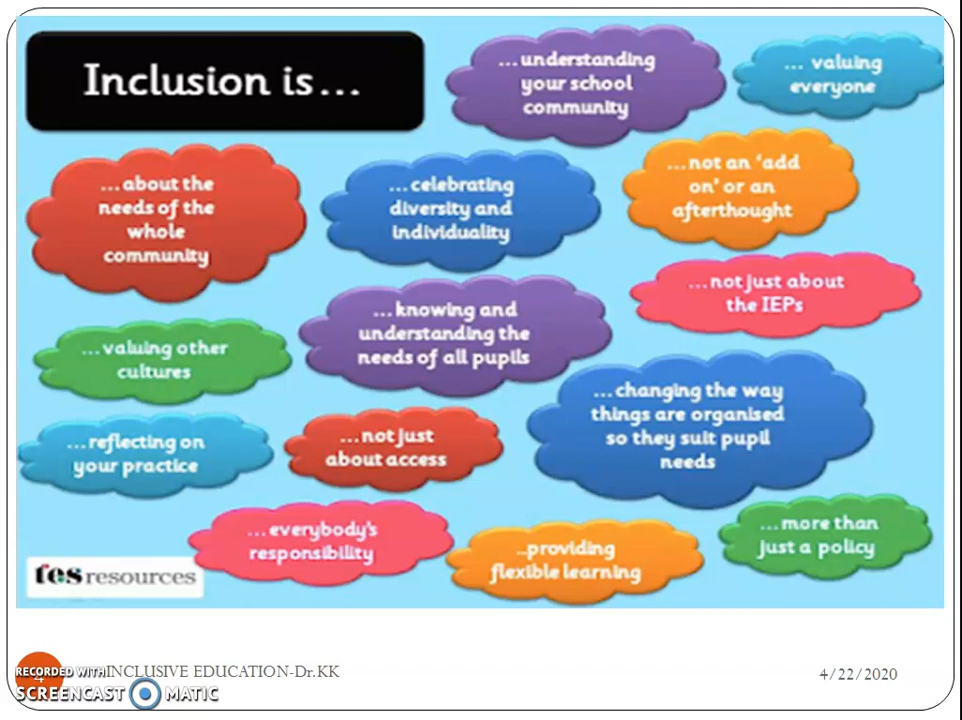 Inclusion is...
...understanding
your school
community
... valuing
everyone
...about the
needs of the
whole
community
...celebrating
diversity and
individuality
...not an ‘add
on’ or an
afterthought
...not just about
the IEPs
...knowing and
understanding the
needs of all pupils
...valuing other
cultures
...changing the way
things are organised
so they suit pupil
needs
...reflecting on
your practice
...not just
about access
...everybody's
responsibility
..providing
flexible learning
...more than
just a policy
tes resources
INCLUSIVE EDUCATION-Dr.KK
4/22/2020
RECORDED WITH
SCREENCAST MATIC